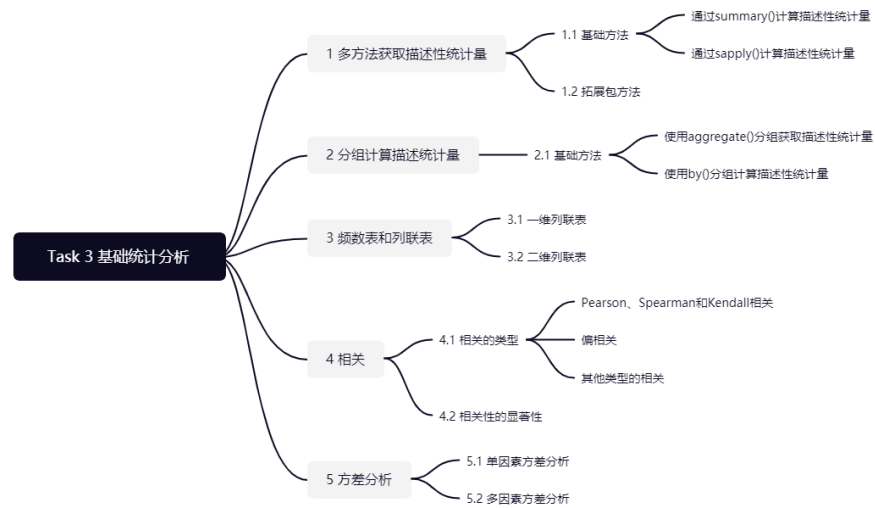 Task 3 基础统计分析
1 多方法获取描述性统计量
1.1 基础方法
通过summary()计算描述性统计量
通过sapply()计算描述性统计量
1.2 拓展包方法
2 分组计算描述统计量
2.1 基础方法
使用aggregate()分组获取描述性统计量
使用by()分组计算描述性统计量
3 频数表和列联表
3.1 一维列联表
3.2 二维列联表
4 相关
4.1 相关的类型
Pearson、Spearman和Kendall相关
偏相关
其他类型的相关
4.2 相关性的显著性
5 方差分析
5.1 单因素方差分析
5.2 多因素方差分析